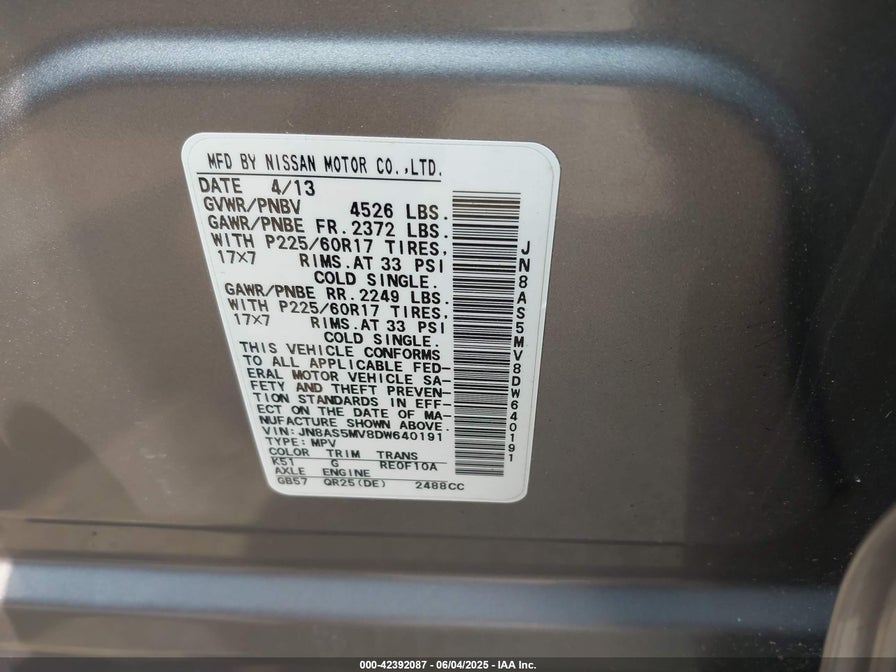 MFD BY NISSAN MOTOR CO.,LTD.
DATE 4/13
GVWR/PNBV 4526 LBS.
GAWR/PNBE FR.2372 LBS.
WITH P225/60R17 TIRES,
17×7 RIMS.AT 33 PSI
COLD SINGLE.
GAWR/PNBE RR.2249 LBS.
WITH P225/60R17 TIRES,
17×7 RIMS.AT 33 PSI
COLD SINGLE.
THIS VEHICLE CONFORMS
TO ALL APPLICABLE FED-
ERAL MOTOR VEHICLE SA-
FETY AND THEFT PREVEN-
TION STANDARDS IN EFF-
ECT ON THE DATE OF MA-
NUFACTURE SHOWN ABOVE.
VIN:JN8AS5MV8DW640191
TYPE:MPV
COLOR TRIM TRANS
K51 G RE0F10A
AXLE ENGINE
GB57 QR25(DE) 2488CC
JN8AS5MV8DW640191
000-42392087 - 06/04/2025 - IAA Inc.